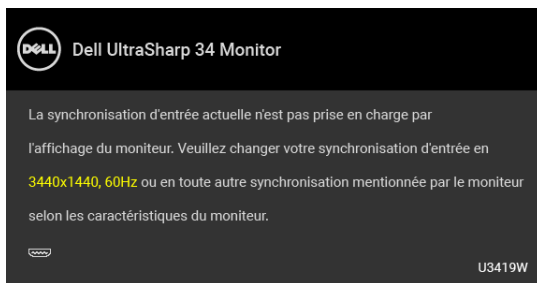 DELL
Dell UltraSharp 34 Monitor
La synchronisation d'entrée actuelle n'est pas prise en charge par
l'affichage du moniteur. Veuillez changer votre synchronisation d'entrée en
3440x1440, 60Hz ou en toute autre synchronisation mentionnée par le moniteur
selon les caractéristiques du moniteur.
U3419W